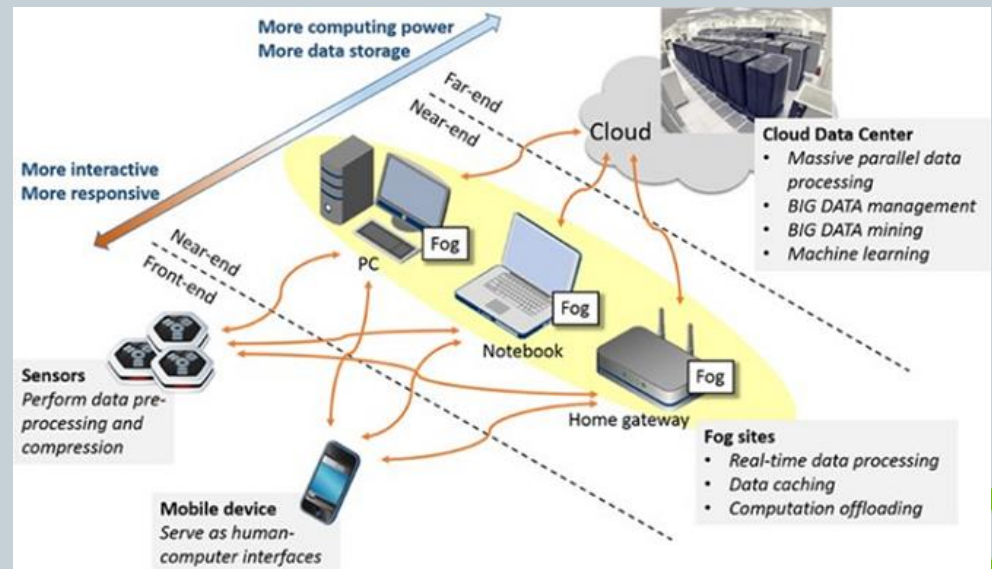 More computing power
More data storage
Far-end
Near-end
Cloud
Cloud Data Center
• Massive parallel data
processing
• BIG DATA management
• BIG DATA mining
• Machine learning
More interactive
More responsive
Near-end
Front-end
Fog
PC
Fog
Notebook
Fog
Home gateway
Sensors
Perform data pre-
processing and
compression
Mobile device
Serve as human-
computer interfaces
Fog sites
• Real-time data processing
• Data caching
• Computation offloading